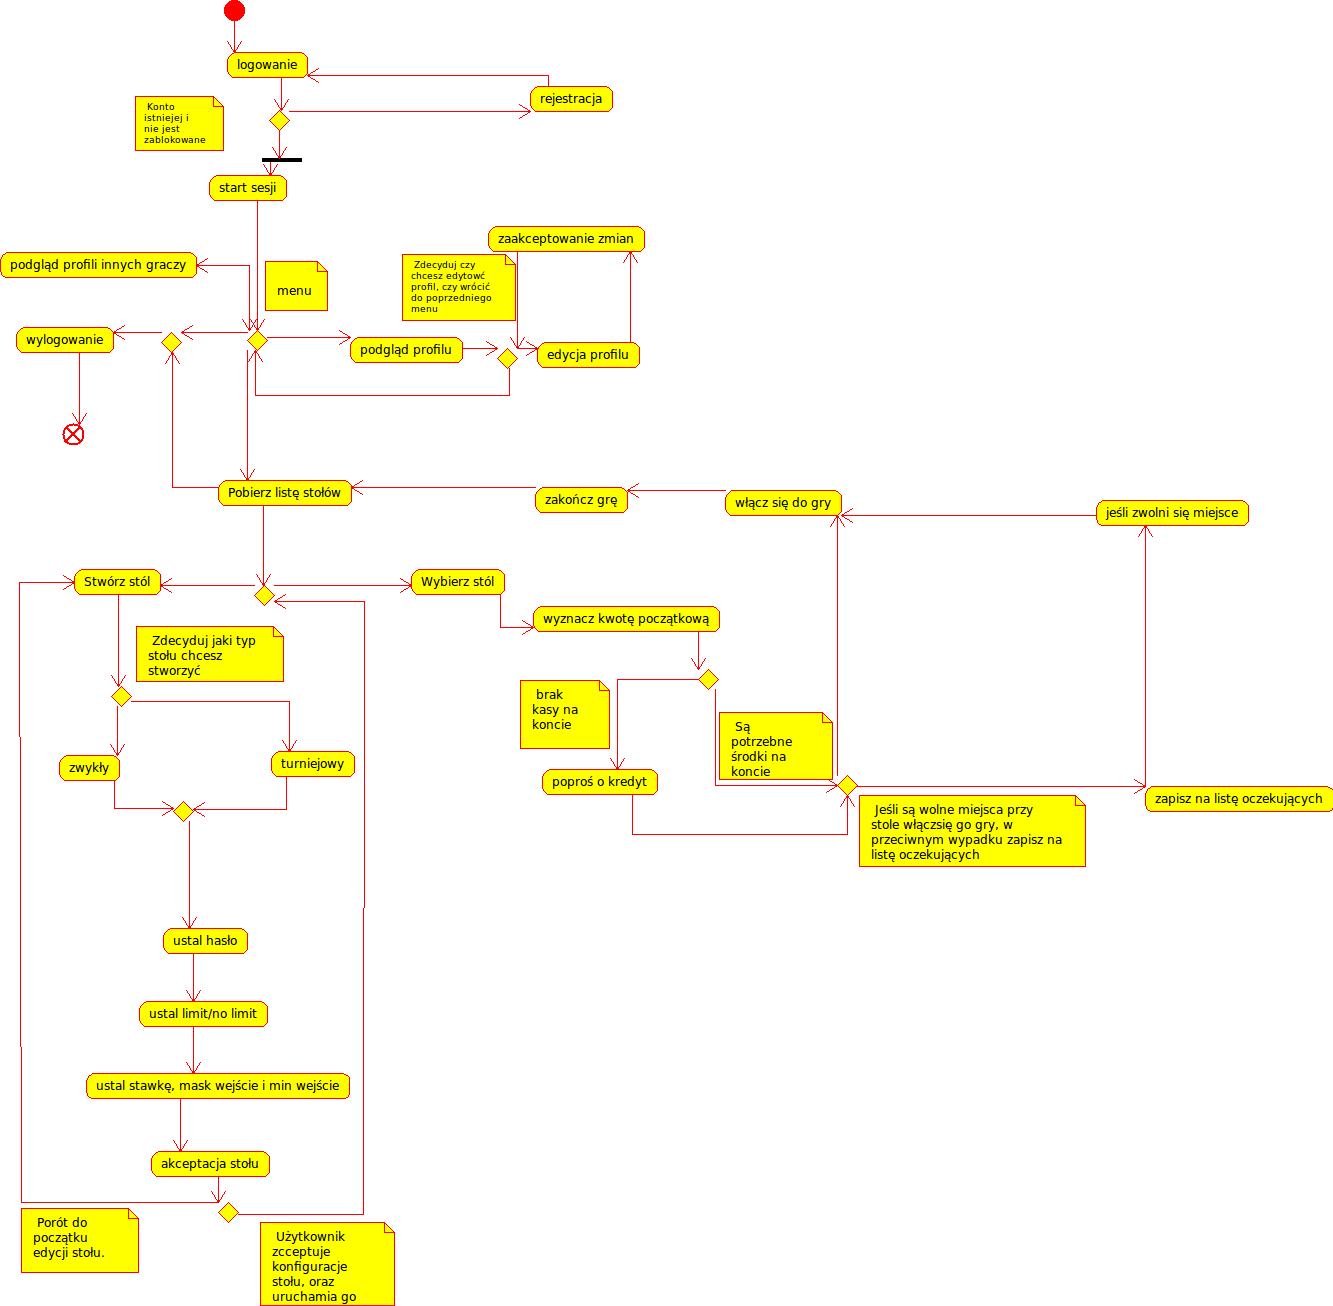 logowanie
rejestracja
Konto
istniejej i
nie jest
zablokowane
start sesji
zaakceptowanie zmian
podgląd profili innych graczy
Zdecyduj czy
chcesz edytowć
profil, czy wrócić
do poprzedniego
menu
menu
wylogowanie
podgląd profilu
edycja profilu
Pobierz listę stołów
zakończ grę
włącz się do gry
jeśli zwolni się miejsce
Stwórz stól
Wybierz stól
wyznacz kwotę początkową
Zdecyduj jaki typ
stołu chcesz
stworzyć
brak
kasy na
koncie
Są
potrzebne
środki na
koncie
zwykły
turniejowy
poproś o kredyt
zapisz na listę oczekujących
Jeśli są wolne miejsca przy
stole włączsię go gry, w
przeciwnym wypadku zapisz na
listę oczekujących
ustal hasło
ustal limit/no limit
ustal stawkę, mask wejście i min wejście
akceptacja stołu
Porót do
początku
edycji stołu.
Użytkownik
zcceptuje
konfiguracje
stołu, oraz
uruchamia go